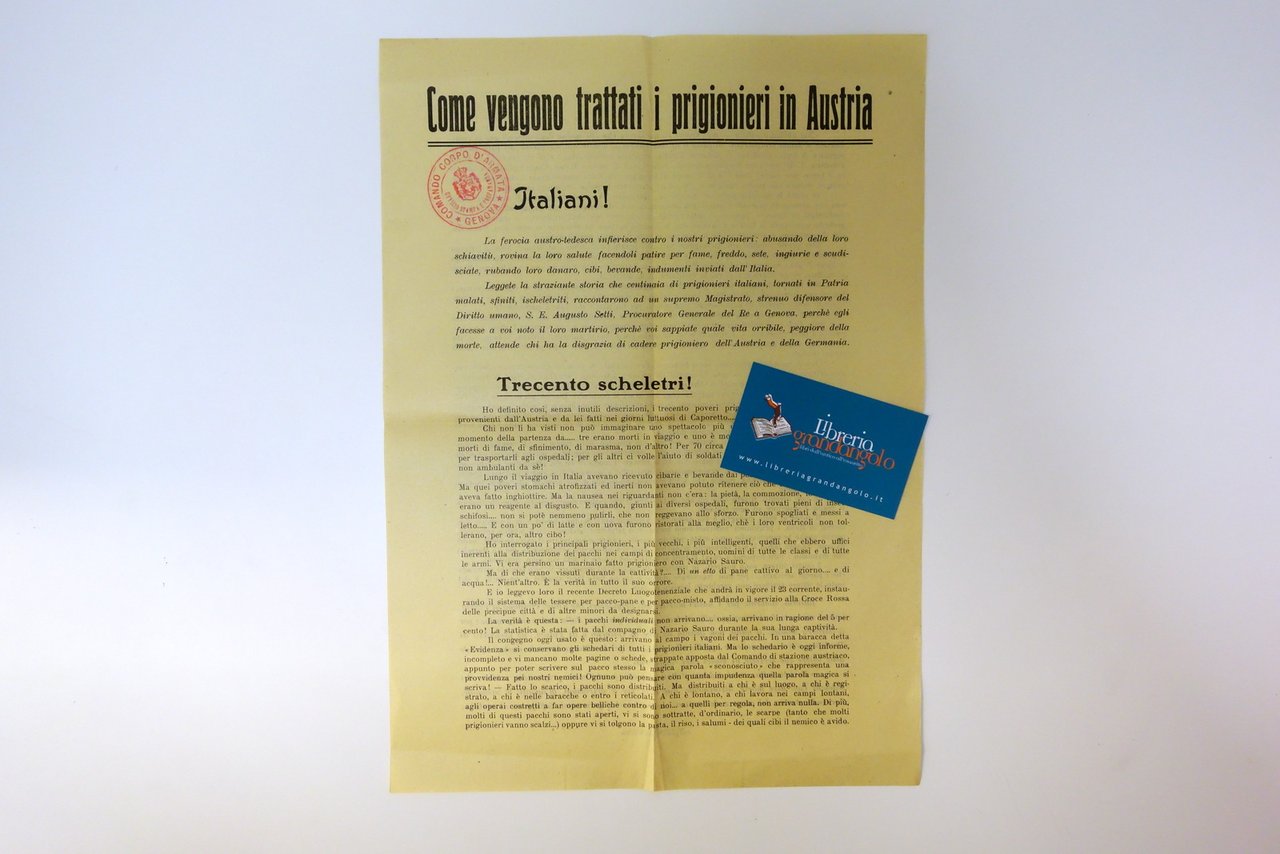 Come vengono trattati i prigionieri in Austria
COMANDO CORPO D'ARMATA
★ GENOVA ★
Italiani!
La ferocia austro-tedesca infierisce contro i nostri prigionieri: abusando della loro
schiavitù, rovina la loro salute facendoli patire per fame, freddo, sete, ingiurie e scudi-
sciate, rubando loro danaro, cibi, bevande, indumenti inviati dall'Italia.
Leggete la straziante storia che centinaia di prigionieri italiani, tornati in Patria
malati, sfiniti, ischeletriti, raccontarono ad un supremo Magistrato, strenuo difensore del
Diritto umano, S. E. Augusto Setti, Procuratore Generale del Re a Genova, perchè egli
facesse a voi noto il loro martirio, perchè voi sappiate quale vita orribile, peggiore della
morte, attende chi ha la disgrazia di cadere prigioniero dell'Austria e della Germania.
Trecento scheletri!
Ho definito così, senza inutili descrizioni, i trecento poveri
provenienti dall'Austria e da lei fatti nei giorni luttuosi di Caporetto....
Chi non li ha visti non può immaginare uno spettacolo più
momento della partenza da..... tre erano morti in viaggio e uno è
morti di fame, di sfinimento, di marasma, non d'altro! Per 70 circa
per trasportarli agli ospedali; per gli altri ci volle l'aiuto di soldati
non ambulanti da sè!
Lungo il viaggio in Italia avevano ricevuto cibarie e bevande dai
Ma quei poveri stomachi atrofizzati ed inerti non avevano potuto ritenere ciò
aveva fatto inghiottire. Ma la nausea nei riguardanti non c'era: la pietà, la commozione,
erano un reagente al disgusto. E quando, giunti ai diversi ospedali, furono trovati pieni di
schifosi.... non si potè nemmeno pulirli, che non reggevano allo sforzo. Furono spogliati e messi a
letto.... E con un po' di latte e con uova furono ristorati alla meglio, chè i loro ventricoli non tol-
lerano, per ora, altro cibo!
Ho interrogato i principali prigionieri, i più vecchi, i più intelligenti, quelli che ebbero uffici
inerenti alla distribuzione dei pacchi nei campi di concentramento, uomini di tutte le classi e di tutte
le armi. Vi era persino un marinaio fatto prigioniero con Nazario Sauro.
Ma di che erano vissuti durante la cattività?.... Di un etto di pane cattivo al giorno.... e di
acqua!... Nient'altro. È la verità in tutto il suo orrore.
E io leggevo loro il recente Decreto Luogotenenziale che andrà in vigore il 23 corrente, instau-
rando il sistema delle tessere per pacco-pane e per pacco-misto, affidando il servizio alla Croce Rossa
delle precipue città e di altre minori da designarsi.
La verità è questa: — i pacchi individuali non arrivano.... ossia, arrivano in ragione del 5 per
cento! La statistica è stata fatta dal compagno di Nazario Sauro durante la sua lunga captività.
Il congegno oggi usato è questo: arrivano al campo i vagoni dei pacchi. In una baracca detta
«Evidenza» si conservano gli schedari di tutti i prigionieri italiani. Ma lo schedario è oggi informe,
incompleto e vi mancano molte pagine o schede, strappate apposta dal Comando di stazione austriaco,
appunto per poter scrivere sul pacco stesso la magica parola «sconosciuto» che rappresenta una
provvidenza pei nostri nemici! Ognuno può pensare con quanta impudenza quella parola magica si
scriva! — Fatto lo scarico, i pacchi sono distribuiti. Ma distribuiti a chi è sul luogo, a chi è regi-
strato, a chi è nelle baracche o entro i reticolati. A chi è lontano, a chi lavora nei campi lontani,
agli operai costretti a far opere belliche contro di noi... a quelli per regola, non arriva nulla. Di più,
molti di questi pacchi sono stati aperti, vi si sono sottratte, d'ordinario, le scarpe (tanto che molti
prigionieri vanno scalzi...) oppure vi si tolgono la pasta, il riso, i salumi - dei quali cibi il nemico è avido.
Libreria
grandangolo
www.libreriagrandangolo.it